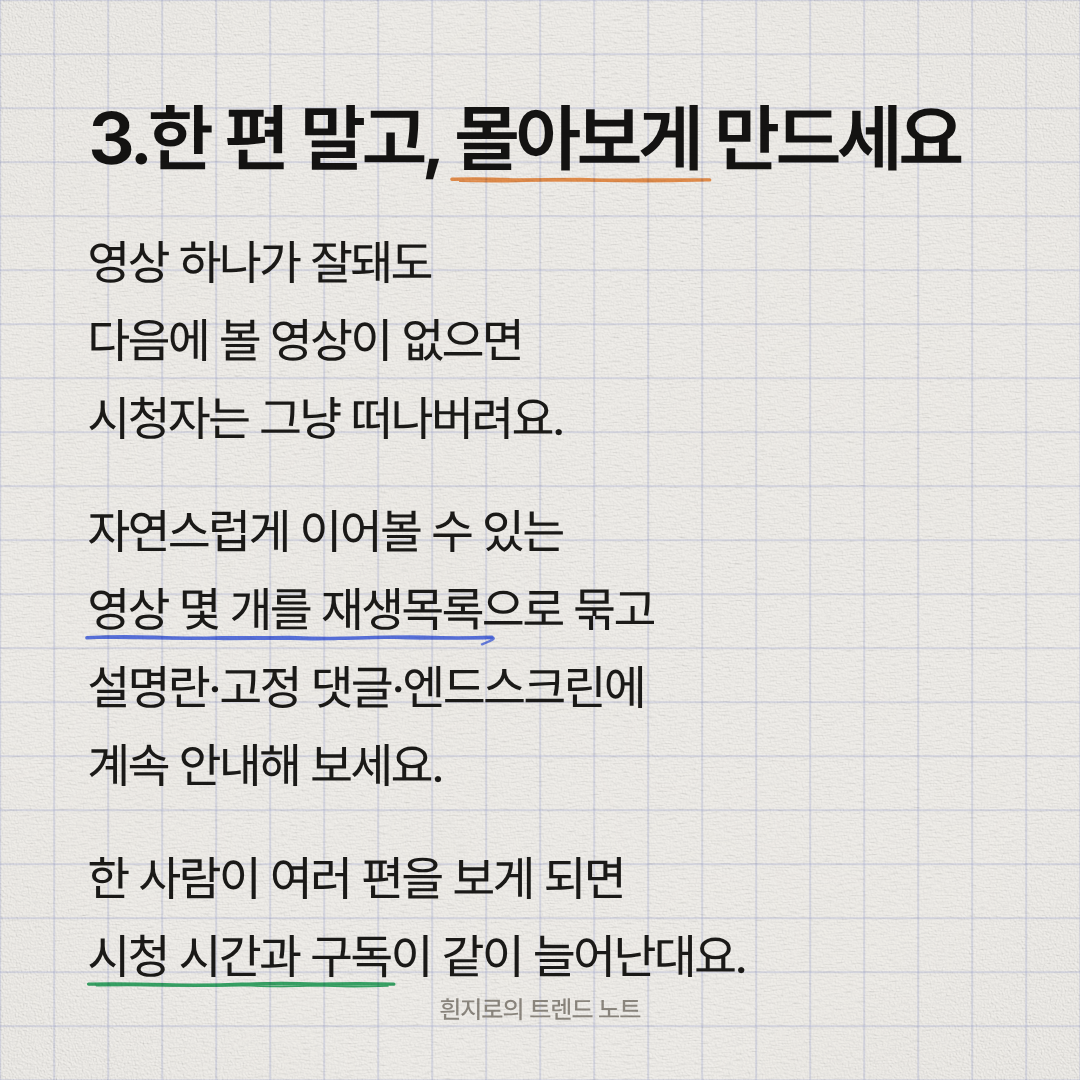 3.한 편 말고, 몰아보게 만드세요
영상 하나가 잘돼도
다음에 볼 영상이 없으면
시청자는 그냥 떠나버려요.
자연스럽게 이어볼 수 있는
영상 몇 개를 재생목록으로 묶고
설명란·고정 댓글·엔드스크린에
계속 안내해 보세요.
한 사람이 여러 편을 보게 되면
시청 시간과 구독이 같이 늘어난대요.
흰지로의 트렌드 노트